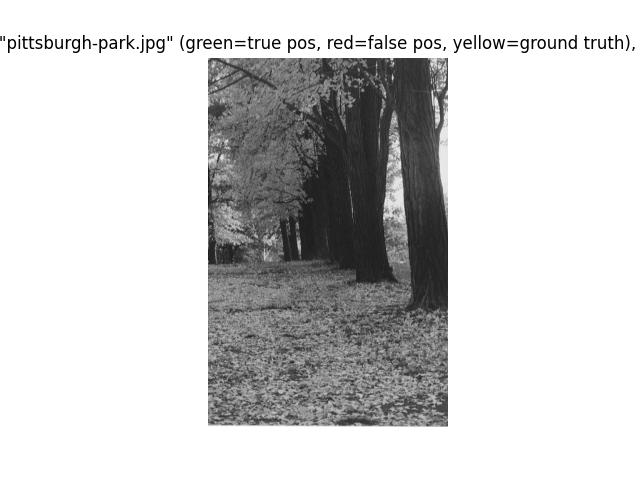 "pittsburgh-park.jpg" (green=true pos, red=false pos, yellow=ground truth),